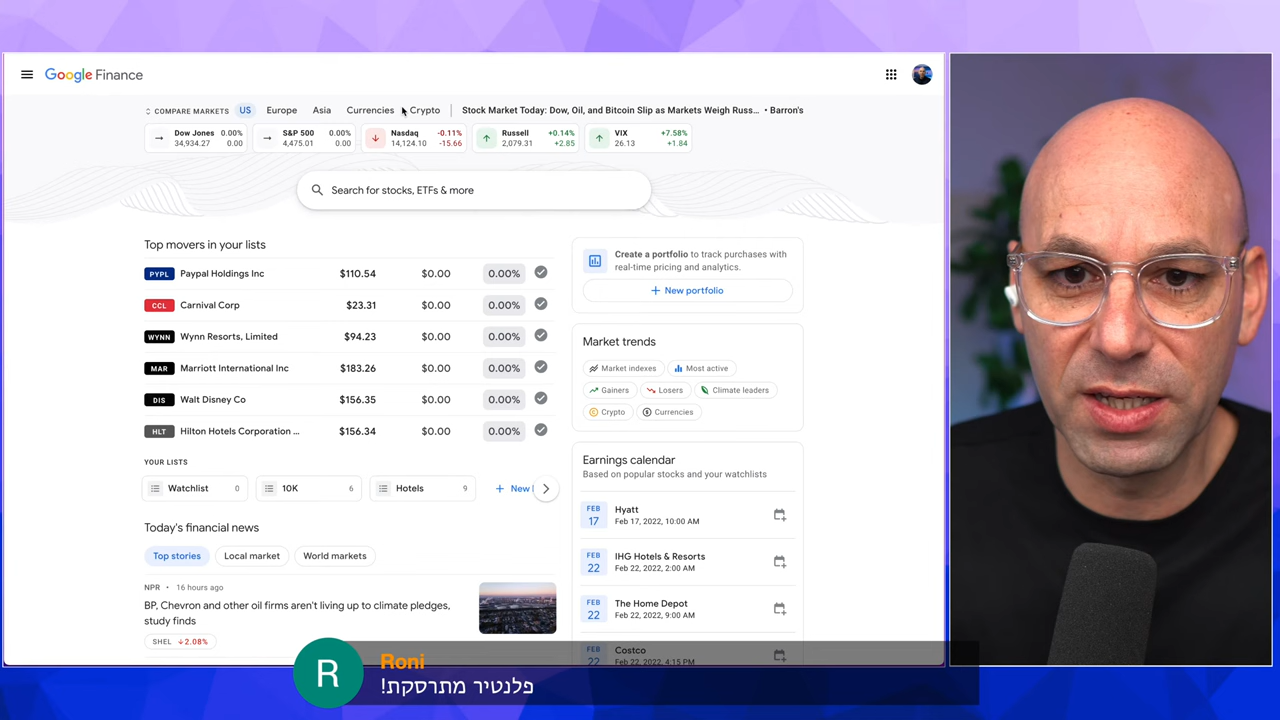 Google Finance
COMPARE MARKETS US Europe Asia Currencies Crypto Stock Market Today: Dow, Oil, and Bitcoin Slip as Markets Weigh Russ... • Barron's
Dow Jones 0.00%
34,934.27 0.00
S&P 500 0.00%
4,475.01 0.00
Nasdaq -0.11%
14,124.10 -15.66
Russell +0.14%
2,079.31 +2.85
VIX +7.58%
26.13 +1.84
Search for stocks, ETFs & more
Top movers in your lists
PYPL Paypal Holdings Inc $110.54 $0.00 0.00%
CCL Carnival Corp $23.31 $0.00 0.00%
WYNN Wynn Resorts, Limited $94.23 $0.00 0.00%
MAR Marriott International Inc $183.26 $0.00 0.00%
DIS Walt Disney Co $156.35 $0.00 0.00%
HLT Hilton Hotels Corporation ... $156.34 $0.00 0.00%
YOUR LISTS
Watchlist 0 10K 6 Hotels 9 + New
Today's financial news
Top stories Local market World markets
NPR • 16 hours ago
BP, Chevron and other oil firms aren't living up to climate pledges,
study finds
SHEL ↓2.08%
Create a portfolio to track purchases with
real-time pricing and analytics.
+ New portfolio
Market trends
Market indexes Most active
Gainers Losers Climate leaders
Crypto Currencies
Earnings calendar
Based on popular stocks and your watchlists
FEB 17
Hyatt
Feb 17, 2022, 10:00 AM
FEB 22
IHG Hotels & Resorts
Feb 22, 2022, 2:00 AM
FEB 22
The Home Depot
Feb 22, 2022, 9:00 AM
FEB 22
Costco
Feb 22, 2022, 4:15 PM
R
Roni
פלנטיר מתרסקת!